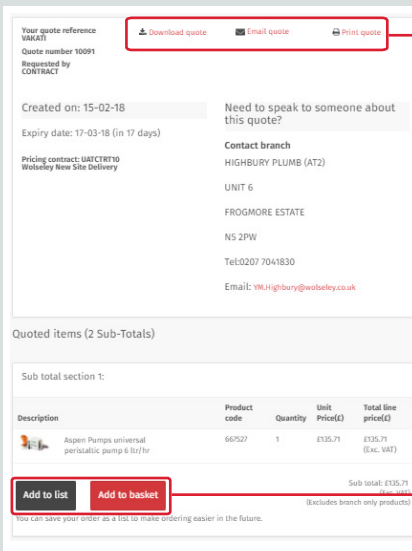 Your quote reference
VAKATI
Download quote
Email quote
Print quote
Quote number 10091
Requested by
CONTRACT
Created on: 15-02-18
Expiry date: 17-03-18 (in 17 days)
Pricing contract: UATCTRT10
Wolseley New Site Delivery
Need to speak to someone about
this quote?
Contact branch
HIGHBURY PLUMB (AT2)
UNIT 6
FROGMORE ESTATE
N5 2PW
Tel:0207 7041830
Email: YM.Highbury@wolseley.co.uk
Quoted items (2 Sub-Totals)
Sub total section 1:
Description
Product
code
Quantity
Unit
Price(£)
Total line
price(£)
Aspen Pumps universal
peristaltic pump 6 ltr/hr
667527
1
£135.71
£135.71
(Exc. VAT)
Sub total: £135.71
(Exc. VAT)
(Excludes branch only products)
Add to list
Add to basket
You can save your order as a list to make ordering easier in the future.